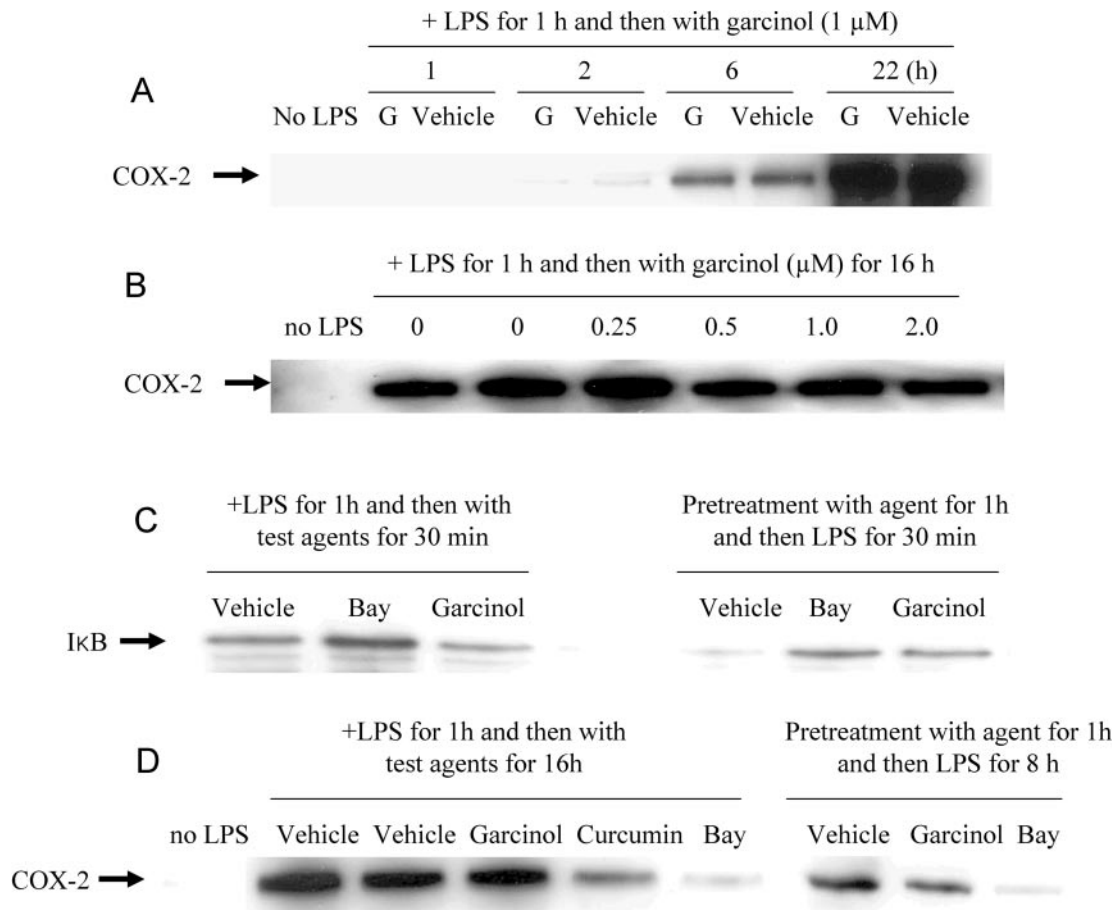 + LPS for 1 h and then with garcinol (1 μM)
A
1 2 6 22 (h)
No LPS G Vehicle G Vehicle G Vehicle G Vehicle
COX-2
+ LPS for 1 h and then with garcinol (μM) for 16 h
B
no LPS 0 0 0.25 0.5 1.0 2.0
COX-2
C
+LPS for 1h and then with
test agents for 30 min
Pretreatment with agent for 1h
and then LPS for 30 min
Vehicle Bay Garcinol Vehicle Bay Garcinol
IκB
D
+LPS for 1h and then with
test agents for 16h
Pretreatment with agent for 1h
and then LPS for 8 h
no LPS Vehicle Vehicle Garcinol Curcumin Bay Vehicle Garcinol Bay
COX-2